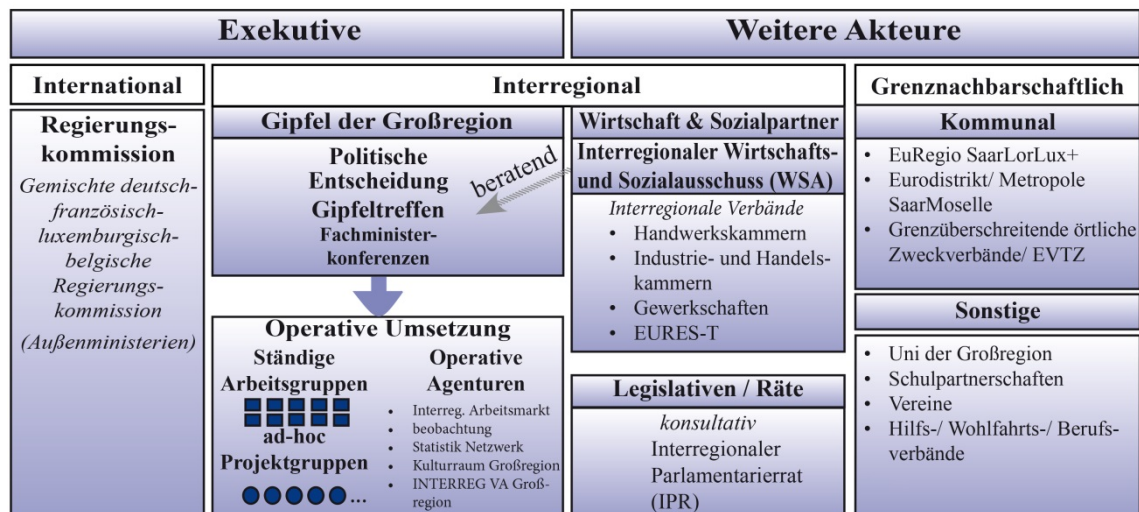 Exekutive
Weitere Akteure
International
Regierungs-
kommission
Gemischte deutsch-
französisch-
luxemburgisch-
belgische
Regierungs-
kommission
(Außenministerien)
Interregional
Gipfel der Großregion
Politische
Entscheidung
Gipfeltreffen
Fachminister-
konferenzen
beratend
Operative Umsetzung
Ständige
Arbeitsgruppen
ad-hoc
Projektgruppen
...
Operative
Agenturen
• Interreg. Arbeitsmarkt
• beobachtung
• Statistik Netzwerk
• Kulturraum Großregion
• INTERREG VA Groß-
region
Wirtschaft & Sozialpartner
Interregionaler Wirtschafts-
und Sozialausschuss (WSA)
Interregionale Verbände
• Handwerkskammern
• Industrie- und Handels-
kammern
• Gewerkschaften
• EURES-T
Legislativen / Räte
konsultativ
Interregionaler
Parlamentarierrat
(IPR)
Grenznachbarschaftlich
Kommunal
• EuRegio SaarLorLux+
• Eurodistrikt/ Metropole
SaarMoselle
• Grenzüberschreitende örtliche
Zweckverbände/ EVTZ
Sonstige
• Uni der Großregion
• Schulpartnerschaften
• Vereine
• Hilfs-/ Wohlfahrts-/ Berufs-
verbände